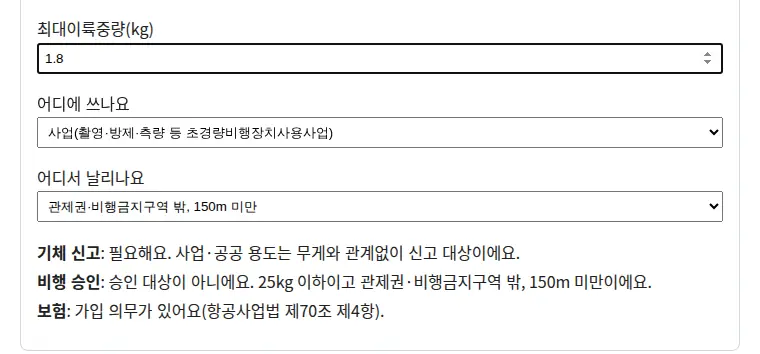 최대이륙중량(kg)
1.8
어디에 쓰나요
사업(촬영·방제·측량 등 초경량비행장치사용사업)
어디서 날리나요
관제권·비행금지구역 밖, 150m 미만
기체 신고: 필요해요. 사업·공공 용도는 무게와 관계없이 신고 대상이에요.
비행 승인: 승인 대상이 아니에요. 25kg 이하이고 관제권·비행금지구역 밖, 150m 미만이에요.
보험: 가입 의무가 있어요(항공사업법 제70조 제4항).